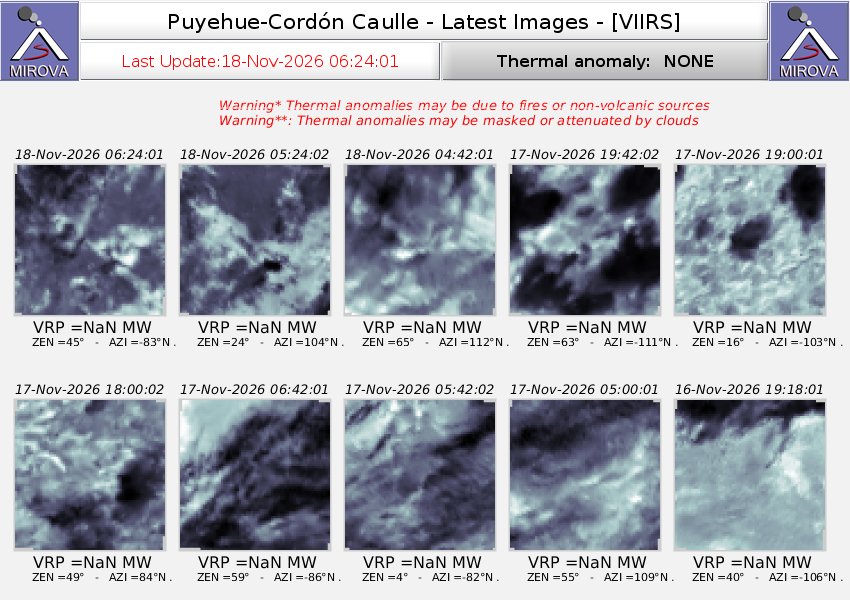 Puyehue-Cordón Caulle - Latest Images - [VIIRS]
MIROVA
Last Update:18-Nov-2026 06:24:01
Thermal anomaly: NONE
MIROVA
Warning* Thermal anomalies may be due to fires or non-volcanic sources
Warning**: Thermal anomalies may be masked or attenuated by clouds
18-Nov-2026 06:24:01
18-Nov-2026 05:24:02
18-Nov-2026 04:42:01
17-Nov-2026 19:42:02
17-Nov-2026 19:00:01
VRP =NaN MW
VRP =NaN MW
VRP =NaN MW
VRP =NaN MW
VRP =NaN MW
ZEN =45° - AZI =-83°N .
ZEN =24° - AZI =104°N .
ZEN =65° - AZI =112°N .
ZEN =63° - AZI =-111°N .
ZEN =16° - AZI =-103°N .
17-Nov-2026 18:00:02
17-Nov-2026 06:42:01
17-Nov-2026 05:42:02
17-Nov-2026 05:00:01
16-Nov-2026 19:18:01
VRP =NaN MW
VRP =NaN MW
VRP =NaN MW
VRP =NaN MW
VRP =NaN MW
ZEN =49° - AZI =84°N .
ZEN =59° - AZI =-86°N .
ZEN =4° - AZI =-82°N .
ZEN =55° - AZI =109°N .
ZEN =40° - AZI =-106°N .